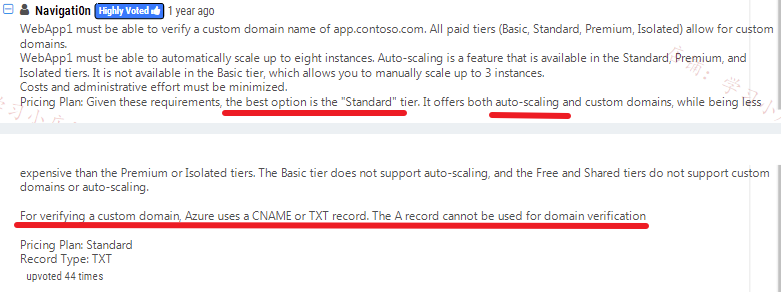 Navigati0n Highly Voted 1 year ago
WebApp1 must be able to verify a custom domain name of app.contoso.com. All paid tiers (Basic, Standard, Premium, Isolated) allow for custom
domains.
WebApp1 must be able to automatically scale up to eight instances. Auto-scaling is a feature that is available in the Standard, Premium, and
Isolated tiers. It is not available in the Basic tier, which allows you to manually scale up to 3 instances.
Costs and administrative effort must be minimized.
Pricing Plan: Given these requirements, the best option is the "Standard" tier. It offers both auto-scaling and custom domains, while being less
expensive than the Premium or Isolated tiers. The Basic tier does not support auto-scaling, and the Free and Shared tiers do not support custom
domains or auto-scaling.
For verifying a custom domain, Azure uses a CNAME or TXT record. The A record cannot be used for domain verification
Pricing Plan: Standard
Record Type: TXT
upvoted 44 times